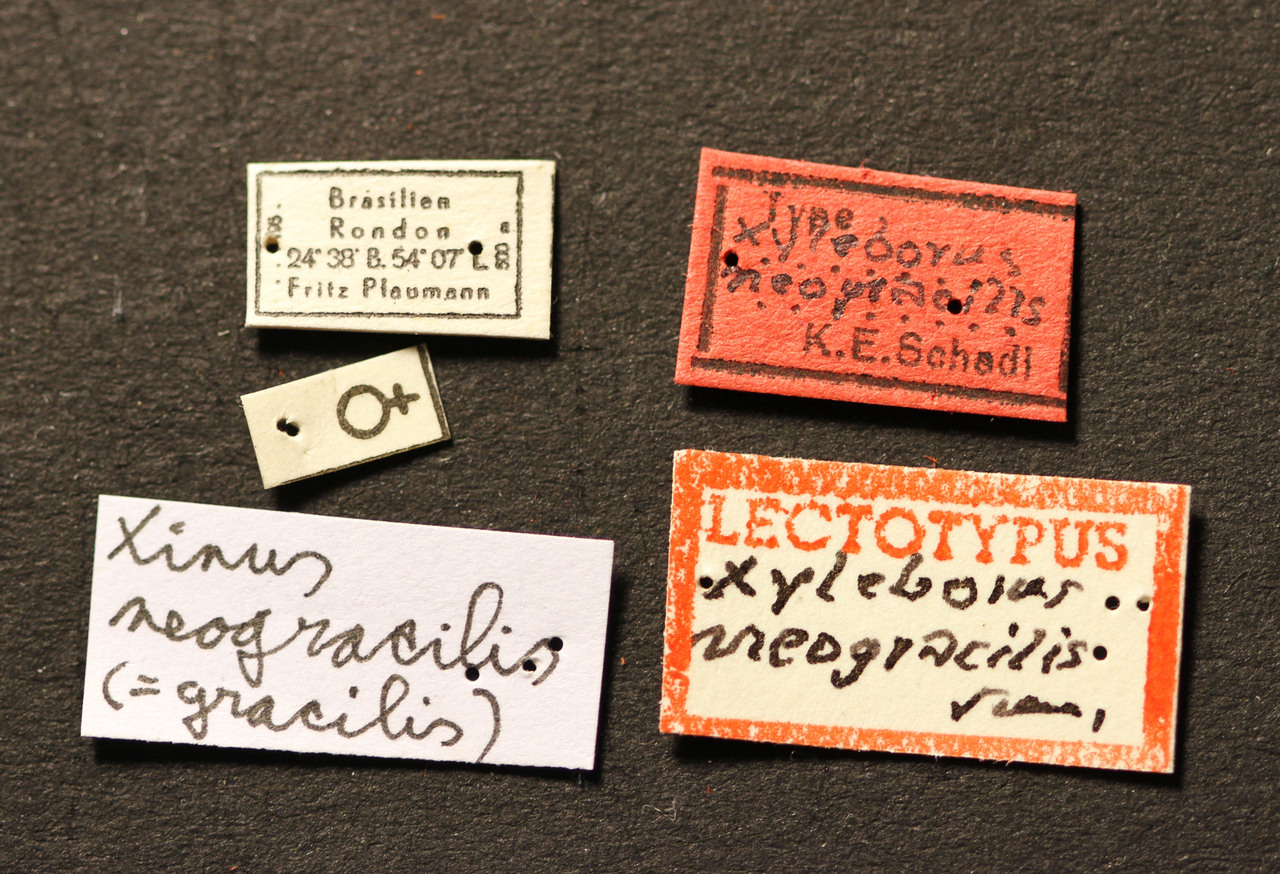 Brasilien
Rondon
24° 38' B. 54° 07' L
Fritz Plaumann
♀
Xinus
neogracilis
(=gracilis)
Type
Xyleborus
neogracilis
K.E.Schedl
LECTOTYPUS
Xyleborus
neogracilis